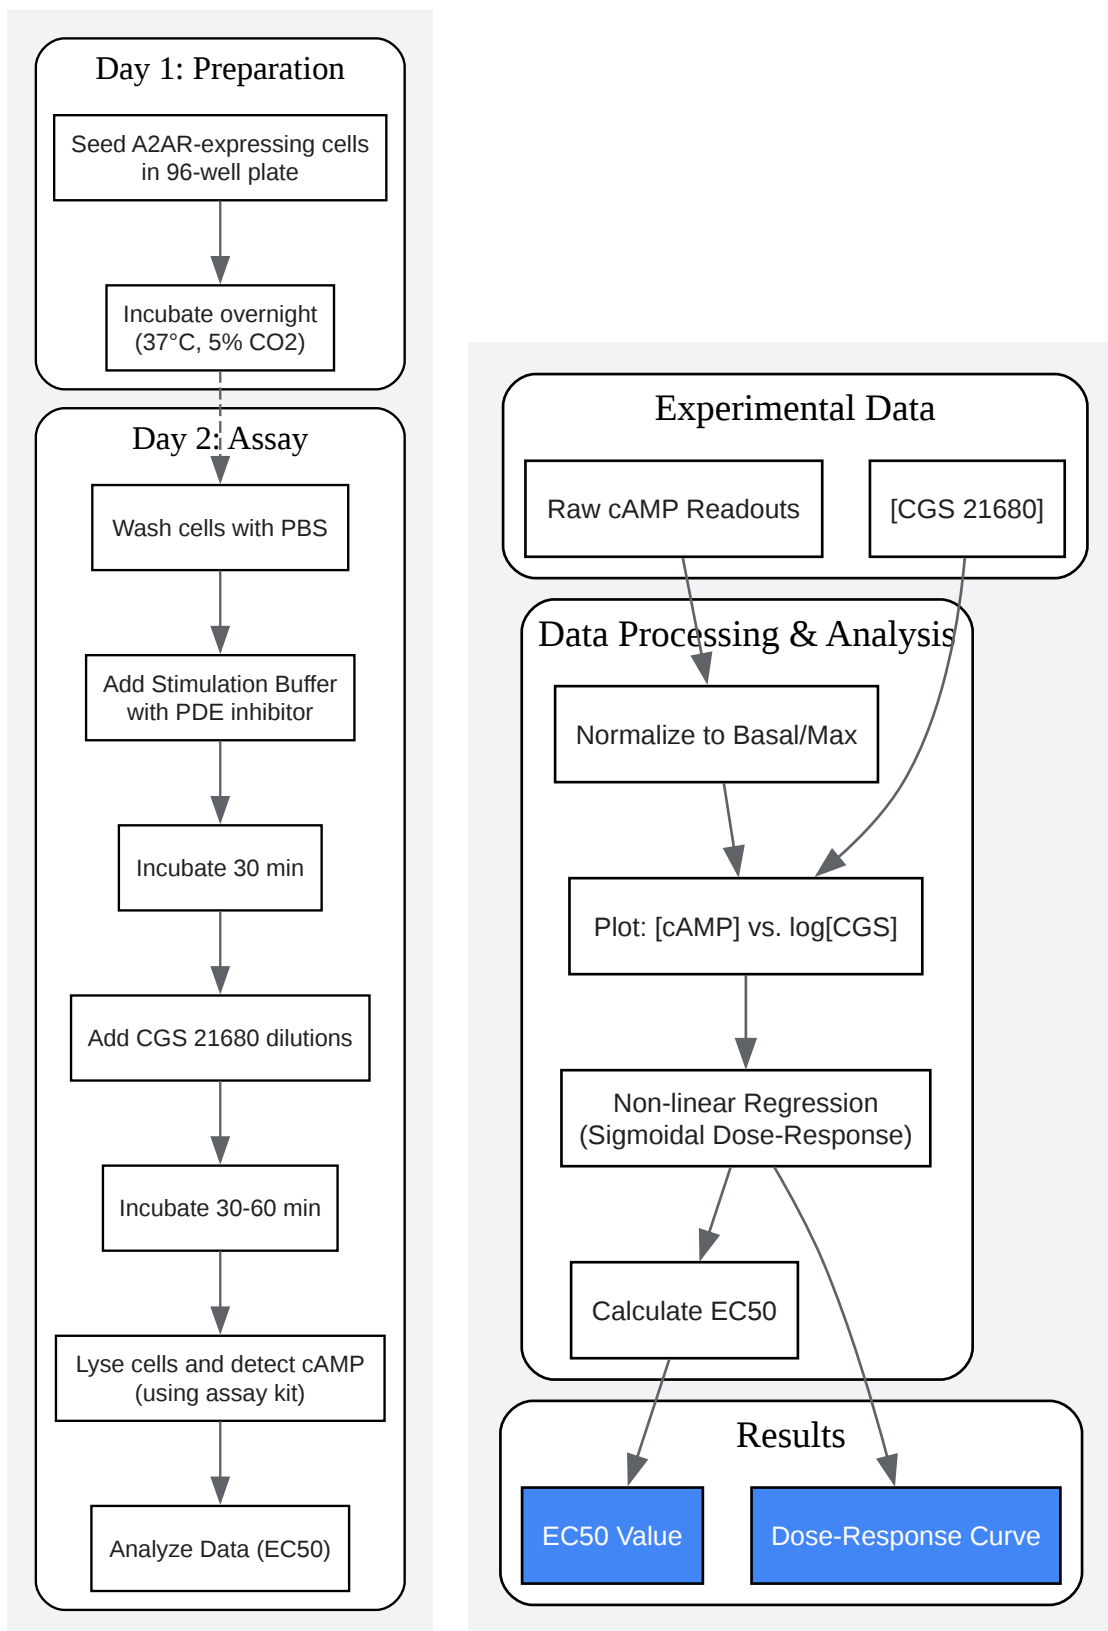 Day 1: Preparation
Seed A2AR-expressing cells
in 96-well plate
Incubate overnight
(37°C, 5% CO2)
Day 2: Assay
Wash cells with PBS
Add Stimulation Buffer
with PDE inhibitor
Incubate 30 min
Add CGS 21680 dilutions
Incubate 30-60 min
Lyse cells and detect cAMP
(using assay kit)
Analyze Data (EC50)
Experimental Data
Raw cAMP Readouts
[CGS 21680]
Data Processing & Analysis
Normalize to Basal/Max
Plot: [cAMP] vs. log[CGS]
Non-linear Regression
(Sigmoidal Dose-Response)
Calculate EC50
Results
EC50 Value
Dose-Response Curve